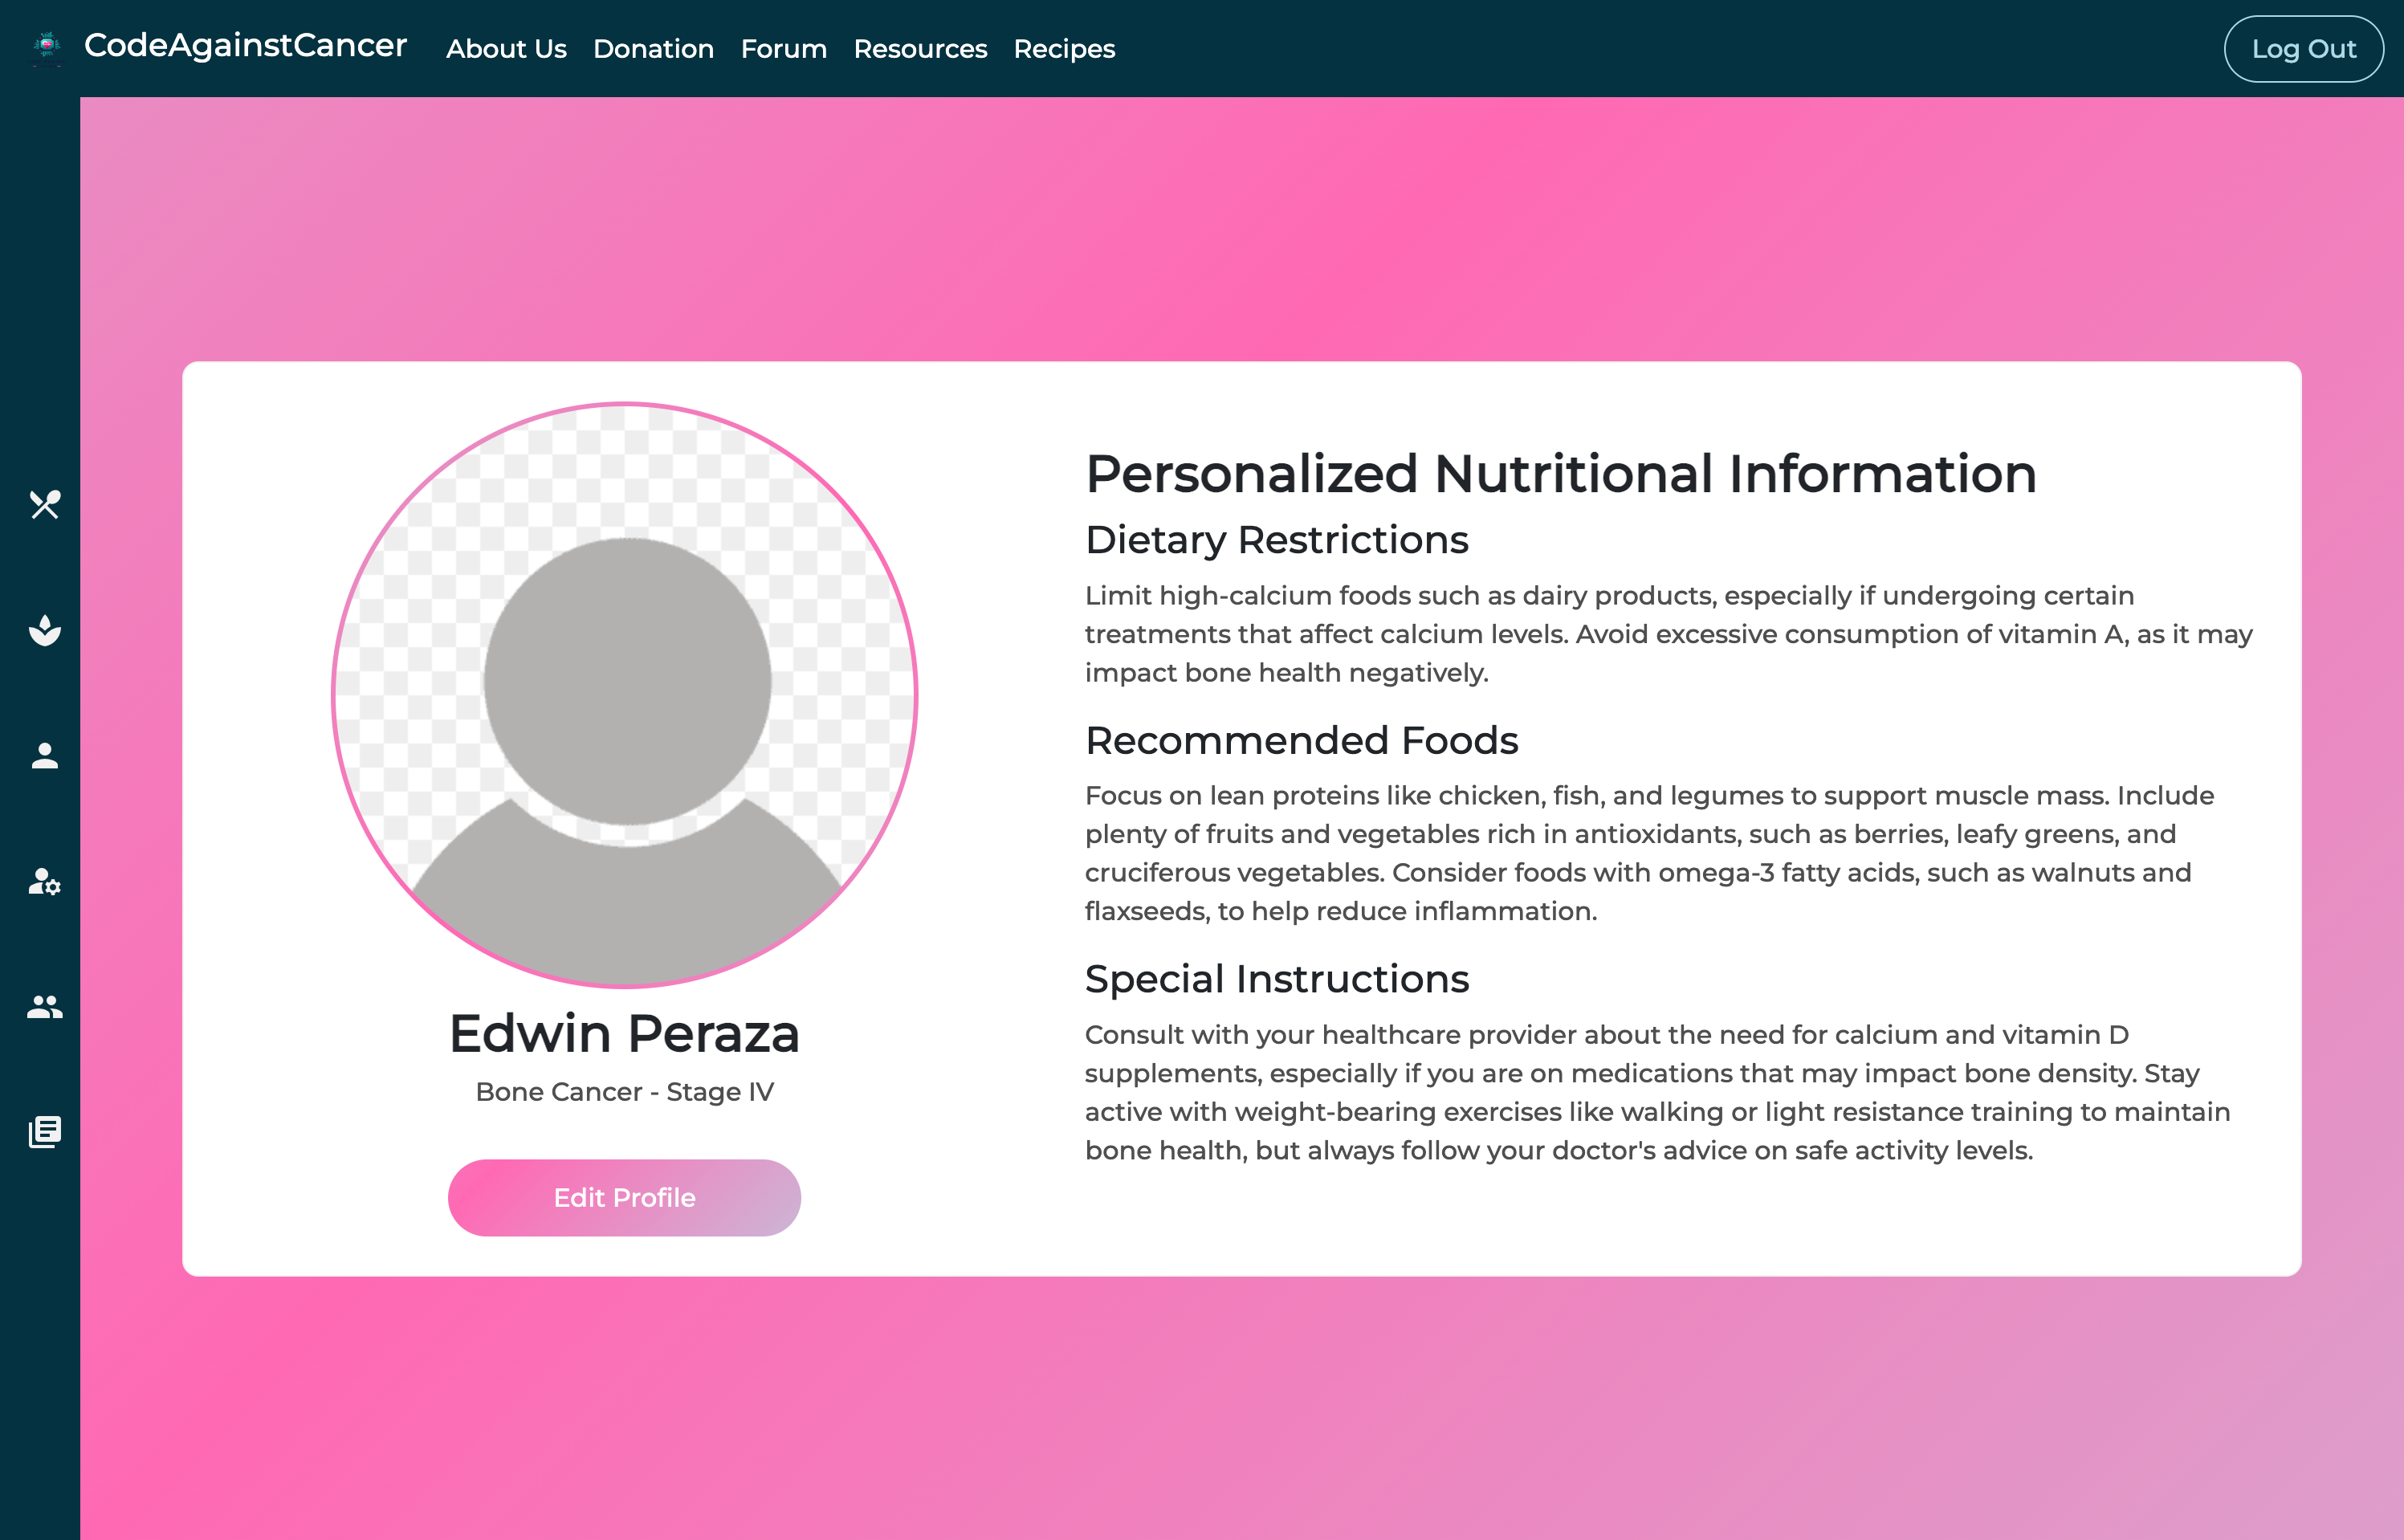 CodeAgainstCancer
About Us
Donation
Forum
Resources
Recipes
Log Out
Edwin Peraza
Bone Cancer - Stage IV
Edit Profile
Personalized Nutritional Information
Dietary Restrictions
Limit high-calcium foods such as dairy products, especially if undergoing certain
treatments that affect calcium levels. Avoid excessive consumption of vitamin A, as it may
impact bone health negatively.
Recommended Foods
Focus on lean proteins like chicken, fish, and legumes to support muscle mass. Include
plenty of fruits and vegetables rich in antioxidants, such as berries, leafy greens, and
cruciferous vegetables. Consider foods with omega-3 fatty acids, such as walnuts and
flaxseeds, to help reduce inflammation.
Special Instructions
Consult with your healthcare provider about the need for calcium and vitamin D
supplements, especially if you are on medications that may impact bone density. Stay
active with weight-bearing exercises like walking or light resistance training to maintain
bone health, but always follow your doctor's advice on safe activity levels.